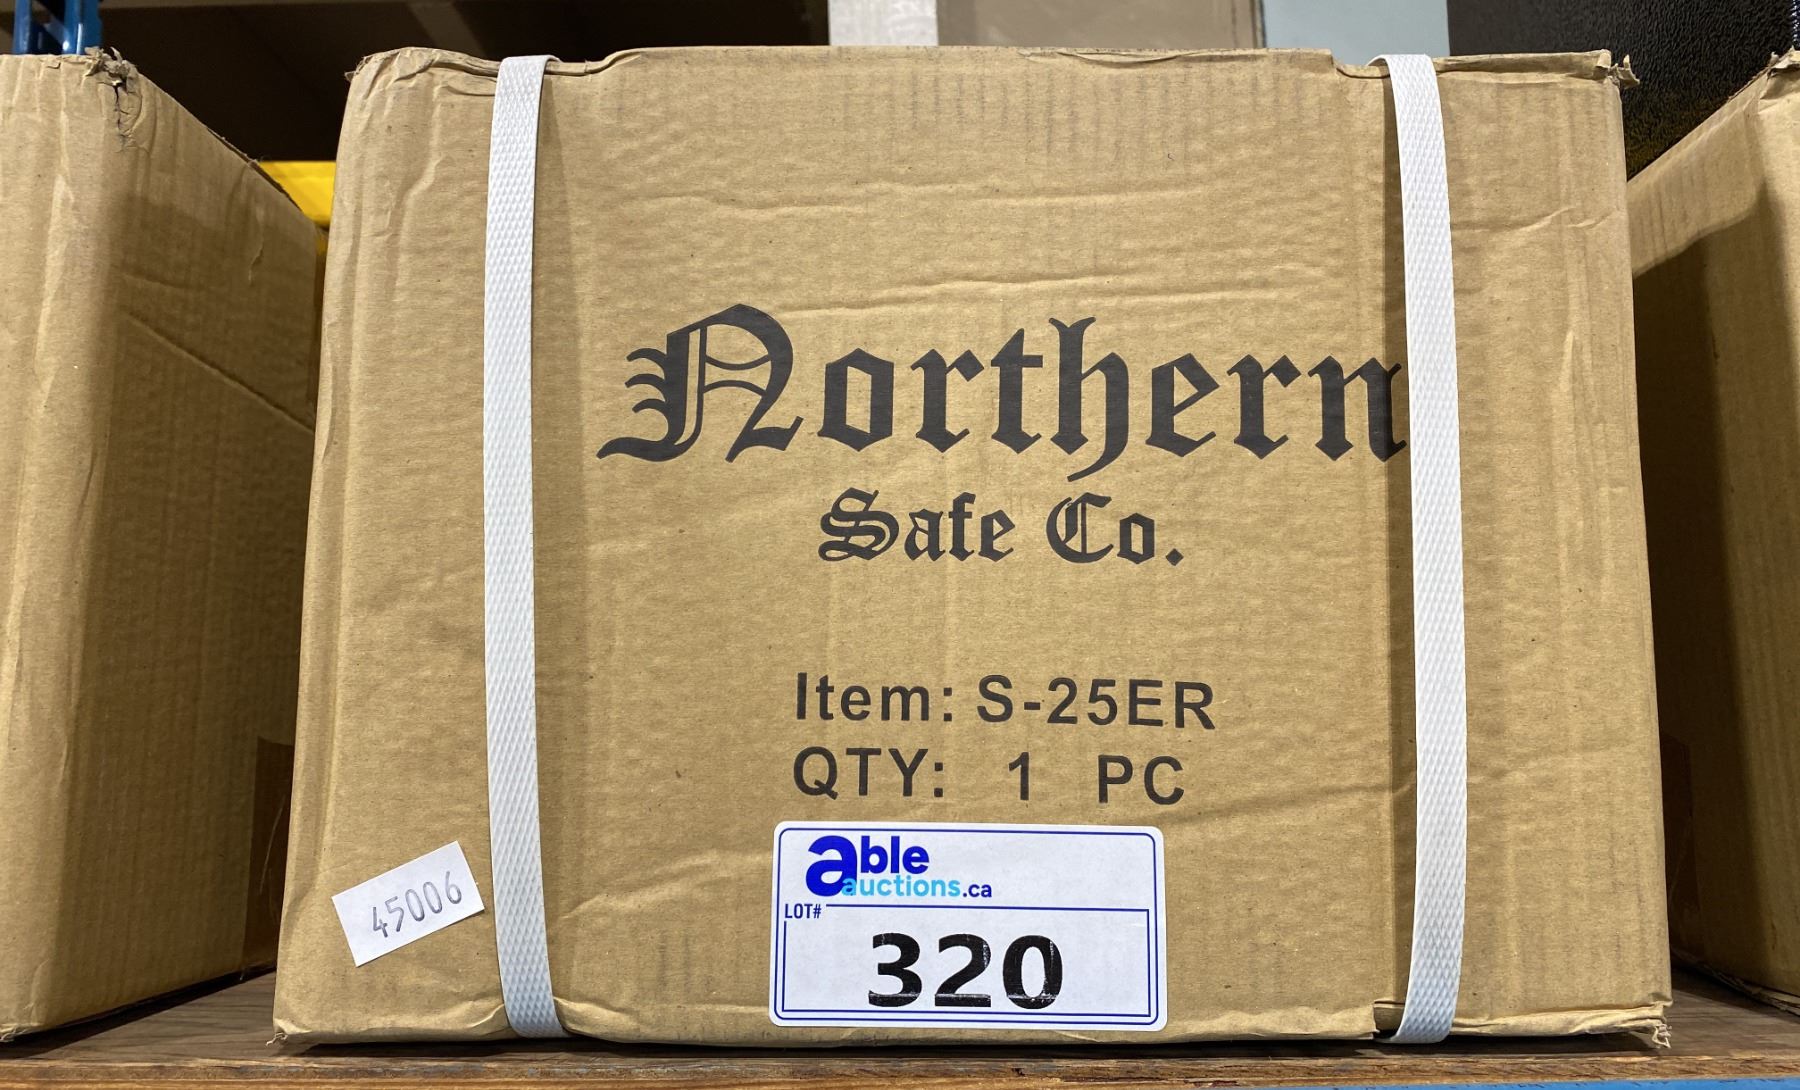 Northern
Safe Co.
Item: S-25ER
QTY: 1 PC
45006
able
auctions.ca
LOT#
320